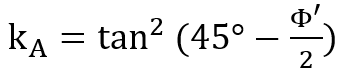 k_A = tan² (45° − Φ′/2)